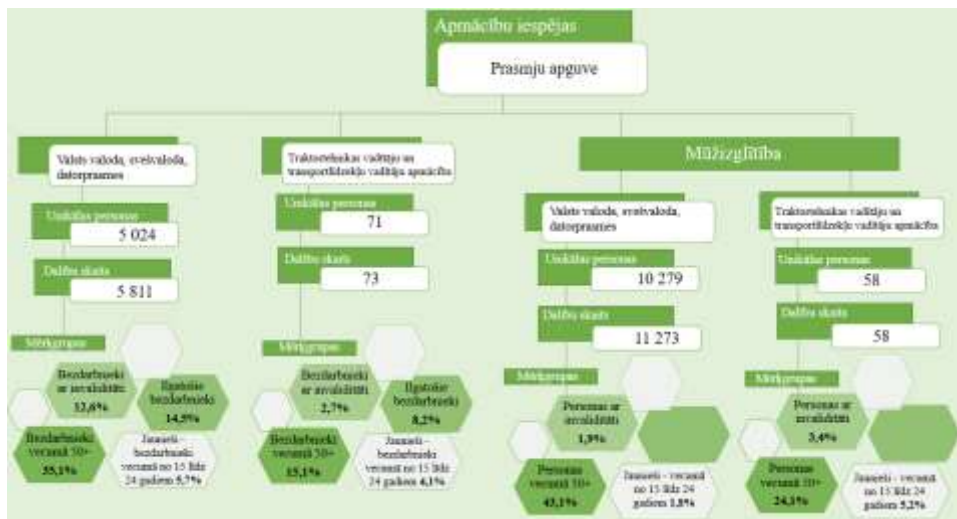 Apmācību iespējas
Prasmju apguve
Valsts valoda, svešvaloda,
datorprasmes
Unikālas personas
5 024
Dalību skaits
5 811
Mērķgrupas
Bezdarbnieki
ar invaliditāti
12,6%
Ilgstošie
bezdarbnieki
14,5%
Bezdarbnieki
vecumā 50+
Jaunieši -
bezdarbnieki
vecumā no 15 līdz
24 gadiem 5,7%
Traktortehnikas vadītāju un
transportlīdzekļu vadītāju apmācība
Unikālas personas
71
Dalību skaits
73
Mērķgrupas
Bezdarbnieki
ar invaliditāti
2,7%
Ilgstošie
bezdarbnieki
8,2%
Bezdarbnieki
vecumā 50+
15,1%
Jaunieši -
bezdarbnieki
vecumā no 15 līdz
24 gadiem 4,1%
Mūžizglītība
Valsts valoda, svešvaloda,
datorprasmes
Unikālas personas
10 279
Dalību skaits
11 273
Mērķgrupas
Personas ar
invaliditāti
1,9%
Personas
vecumā 50+
43,1%
Jaunieši - vecumā
no 15 līdz 24
gadiem 1,8%
Traktortehnikas vadītāju un
transportlīdzekļu vadītāju apmācība
Unikālas personas
58
Dalību skaits
58
Mērķgrupas
Personas ar
invaliditāti
3,4%
Personas
vecumā 50+
24,1%
Jaunieši - vecumā
no 15 līdz 24
gadiem 5,2%